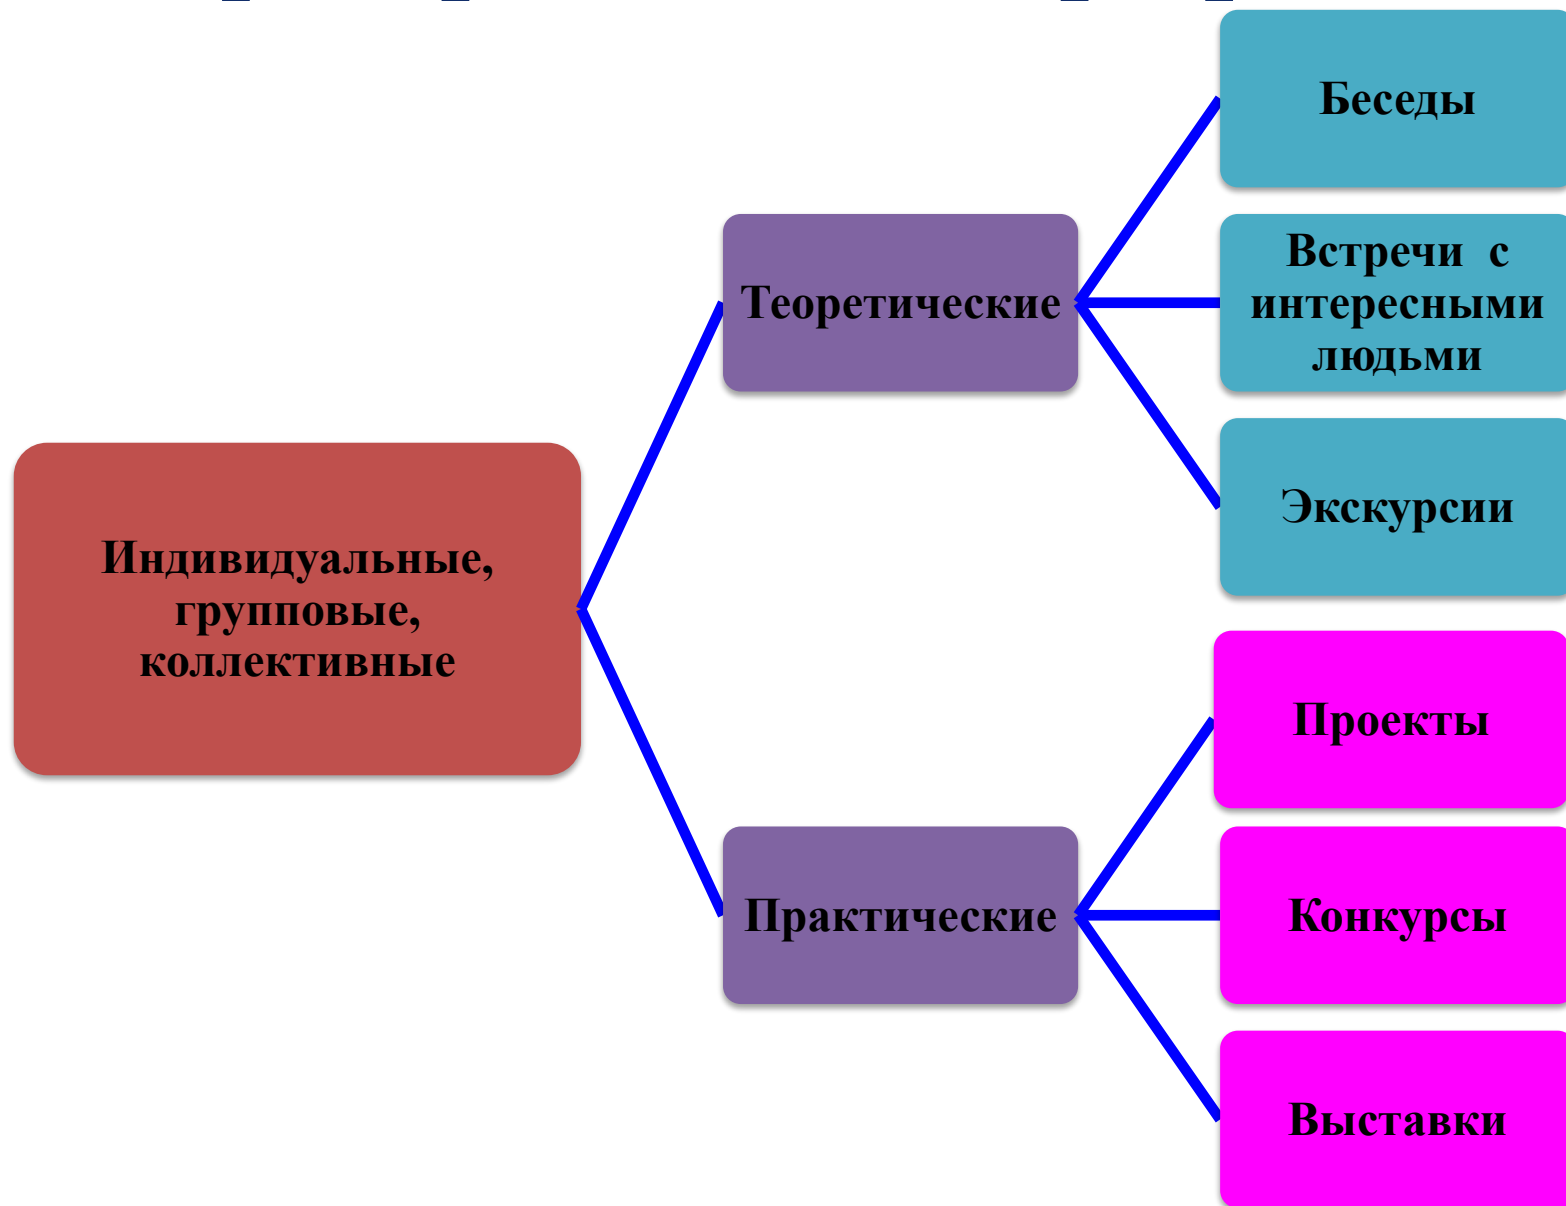 Беседы
Теоретические
Встречи с
интересными
людьми
Экскурсии
Индивидуальные,
групповые,
коллективные
Проекты
Практические
Конкурсы
Выставки